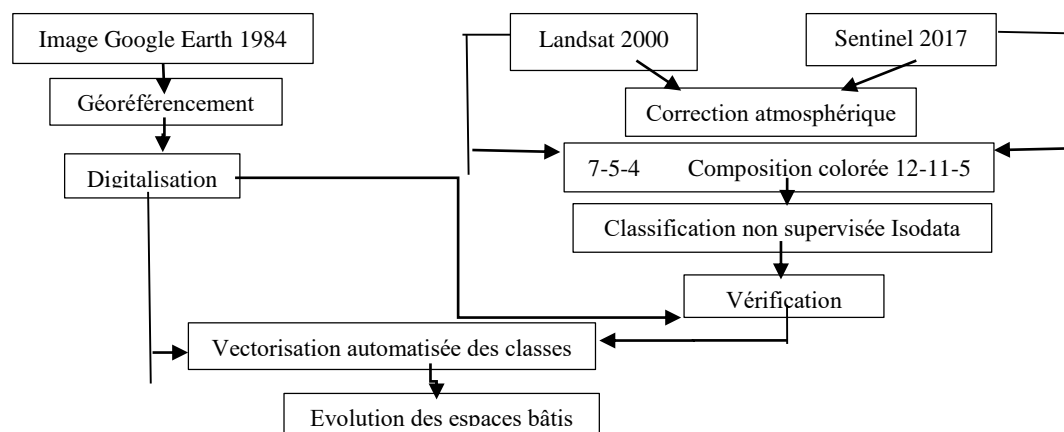 Image Google Earth 1984
Landsat 2000
Sentinel 2017
Géoréférencement
Correction atmosphérique
Digitalisation
7-5-4 Composition colorée 12-11-5
Classification non supervisée Isodata
Vérification
Vectorisation automatisée des classes
Evolution des espaces bâtis